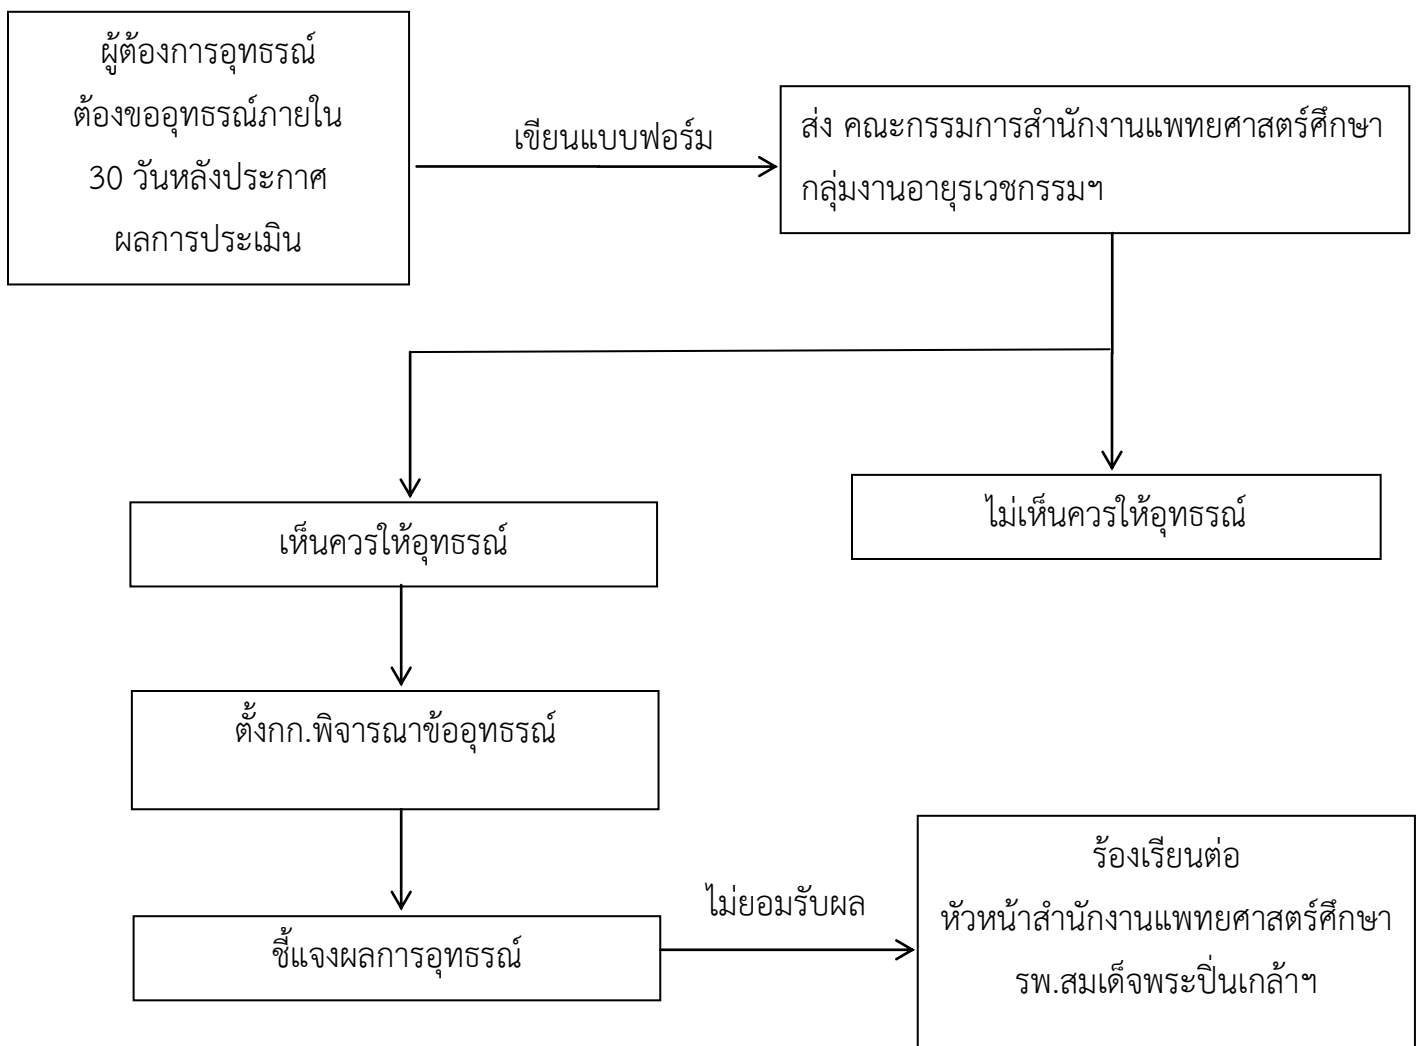 ผู้ต้องการอุทธรณ์
ต้องขออุทธรณ์ภายใน
30 วันหลังประกาศ
ผลการประเมิน
เขียนแบบฟอร์ม
ส่ง คณะกรรมการสำนักงานแพทยศาสตร์ศึกษา
กลุ่มงานอายุรเวชกรรมฯ
เห็นควรให้อุทธรณ์
ไม่เห็นควรให้อุทธรณ์
ตั้งกก.พิจารณาข้ออุทธรณ์
ชี้แจงผลการอุทธรณ์
ไม่ยอมรับผล
ร้องเรียนต่อ
หัวหน้าสำนักงานแพทยศาสตร์ศึกษา
รพ.สมเด็จพระปิ่นเกล้าฯ